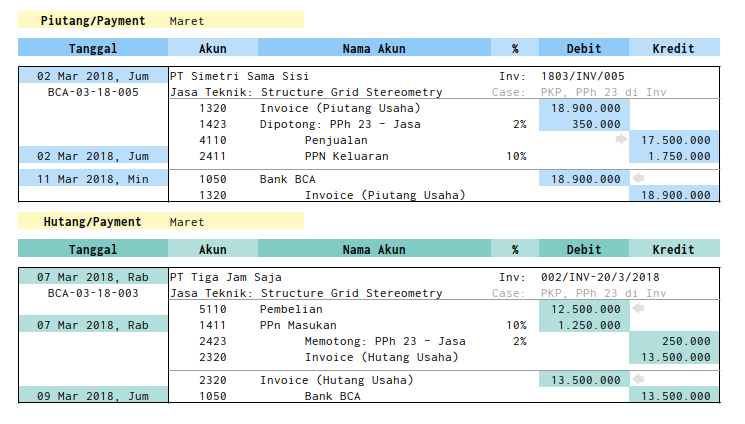 Piutang/Payment Maret
Tanggal Akun Nama Akun % Debit Kredit
02 Mar 2018, Jum PT Simetri Sama Sisi Inv: 1803/INV/005
BCA-03-18-005 Jasa Teknik: Structure Grid Stereometry Case: PKP, PPh 23 di Inv
1320 Invoice (Piutang Usaha) 18.900.000
1423 Dipotong: PPh 23 - Jasa 2% 350.000
4110 Penjualan 17.500.000
02 Mar 2018, Jum 2411 PPN Keluaran 10% 1.750.000
11 Mar 2018, Min 1050 Bank BCA 18.900.000
1320 Invoice (Piutang Usaha) 18.900.000
Hutang/Payment Maret
Tanggal Akun Nama Akun % Debit Kredit
07 Mar 2018, Rab PT Tiga Jam Saja Inv: 002/INV-20/3/2018
BCA-03-18-003 Jasa Teknik: Structure Grid Stereometry Case: PKP, PPh 23 di Inv
5110 Pembelian 12.500.000
07 Mar 2018, Rab 1411 PPn Masukan 10% 1.250.000
2423 Memotong: PPh 23 - Jasa 2% 250.000
2320 Invoice (Hutang Usaha) 13.500.000
2320 Invoice (Hutang Usaha) 13.500.000
09 Mar 2018, Jum 1050 Bank BCA 13.500.000